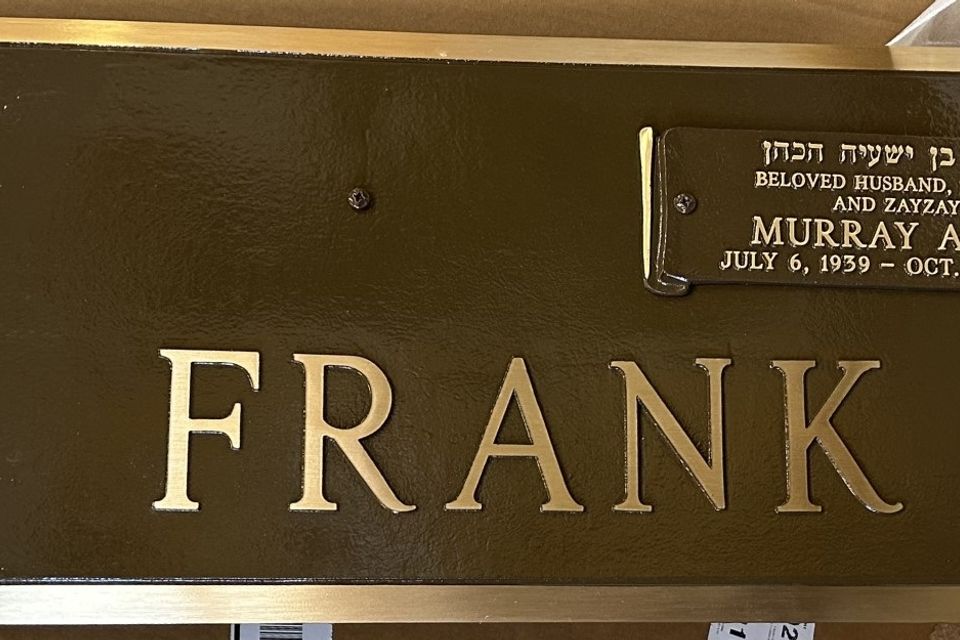 בן ישעיה הכהן
BELOVED HUSBAND,
AND ZAYZAY
MURRAY A
JULY 6, 1939 – OCT.
FRANK